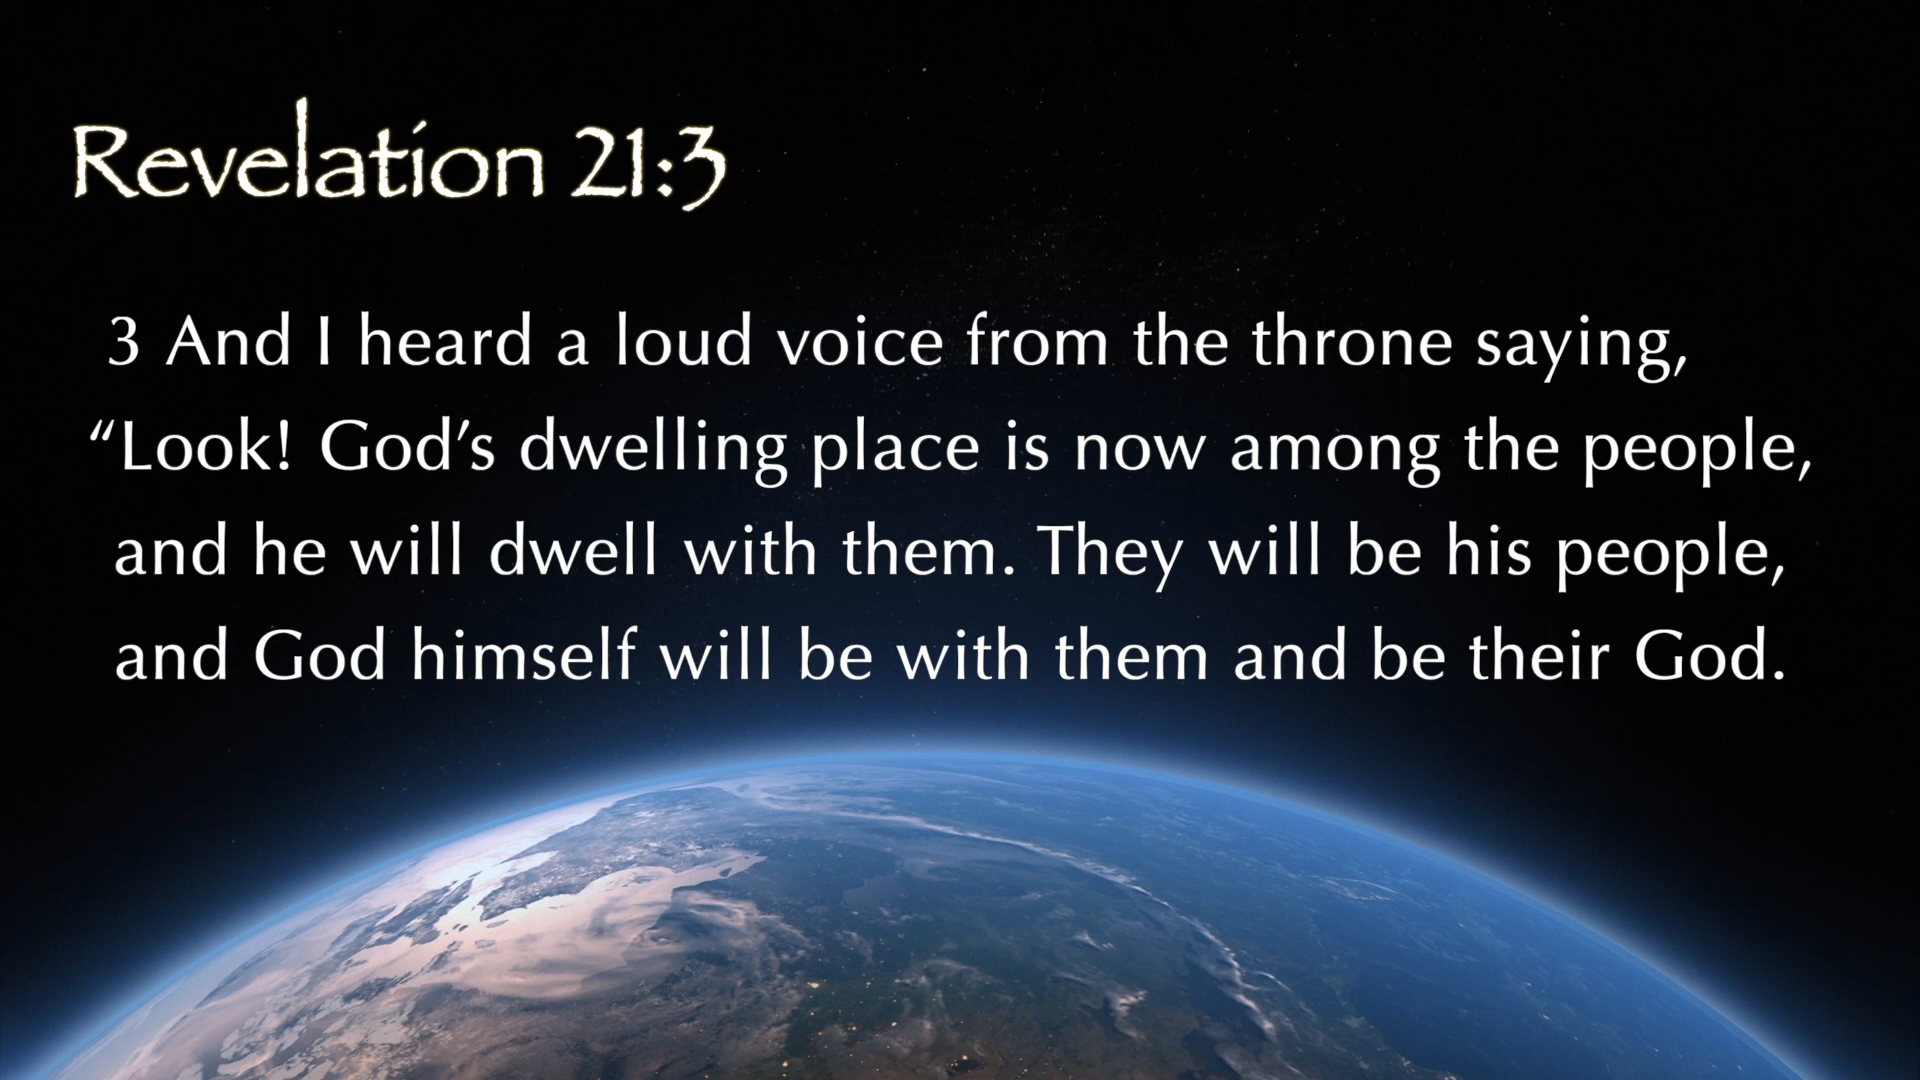 Revelation 21:3
3 And I heard a loud voice from the throne saying,
“Look! God’s dwelling place is now among the people,
and he will dwell with them. They will be his people,
and God himself will be with them and be their God.